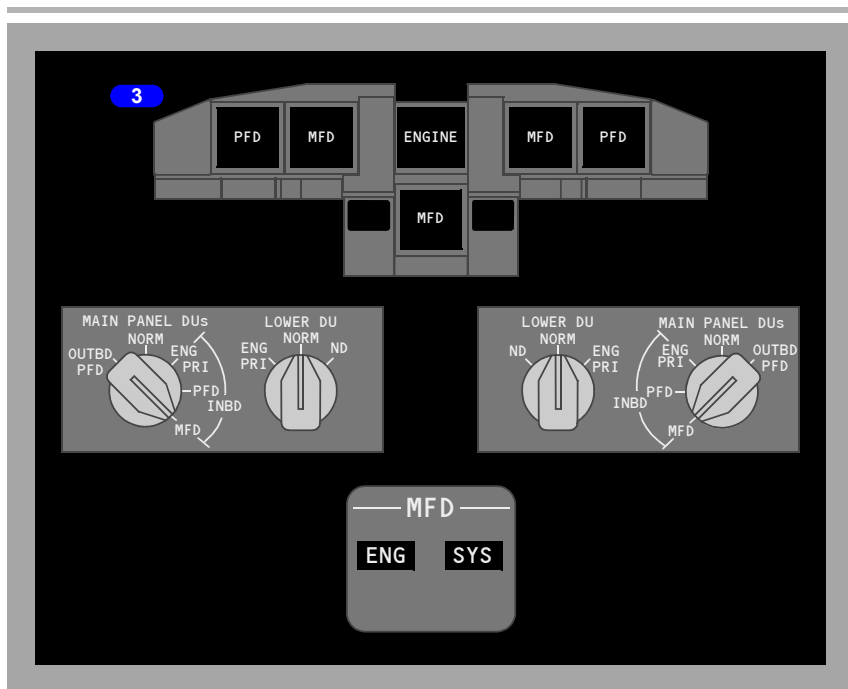 3
PFD
MFD
ENGINE
MFD
PFD
MFD
MAIN PANEL DUs
NORM
OUTBD
PFD
ENG
PRI
PFD
INBD
MFD
LOWER DU
NORM
ENG
PRI
ND
LOWER DU
NORM
ND
ENG
PRI
MAIN PANEL DUs
NORM
ENG
PRI
OUTBD
PFD
PFD
INBD
MFD
MFD
ENG SYS